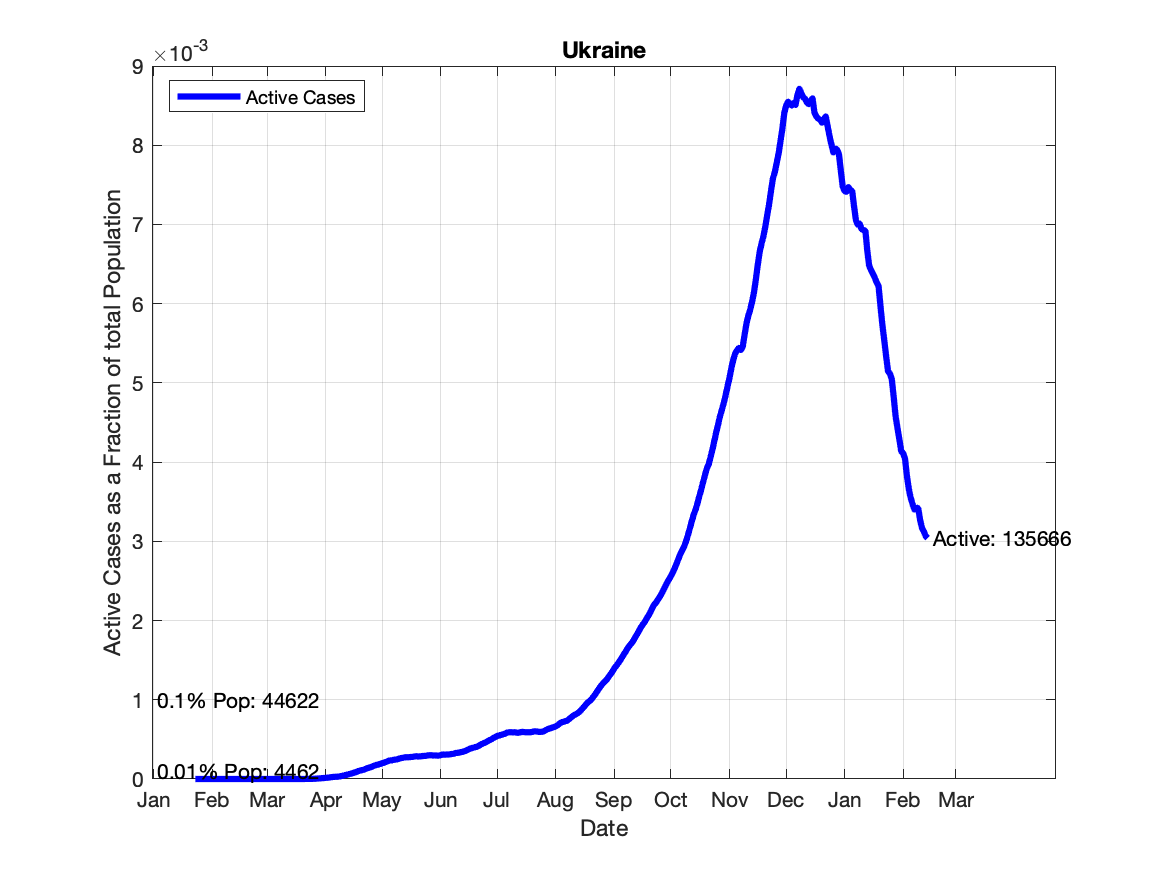 Ukraine
×10-3
9
8
7
6
5
4
3
2
1
0
Active Cases as a Fraction of total Population
Active Cases
Active: 135666
0.1% Pop: 44622
0.01% Pop: 4462
Jan Feb Mar Apr May Jun Jul Aug Sep Oct Nov Dec Jan Feb Mar
Date